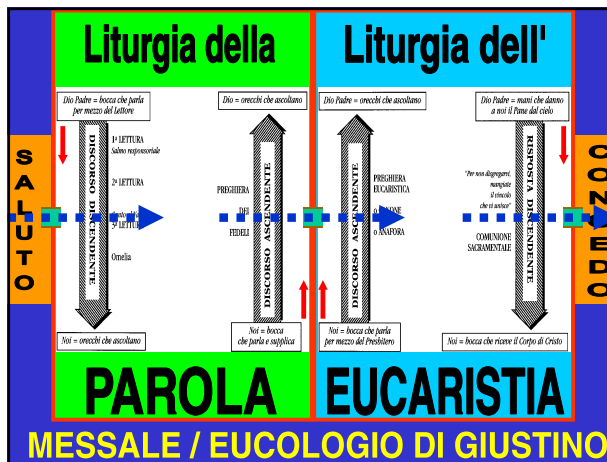 Liturgia della
Liturgia dell'
SALUTO
Dio Padre = bocca che parla
per mezzo del Lettore
DISCORSO DISCENDENTE
1ª LETTURA
Salmo responsoriale
2ª LETTURA
3ª LETTURA
Omelia
Noi = orecchi che ascoltano
Dio = orecchi che ascoltano
PREGHIERA
DEI
FEDELI
DISCORSO ASCENDENTE
Noi = bocca
che parla e supplica
Dio Padre = orecchi che ascoltano
DISCORSO ASCENDENTE
PREGHIERA
EUCARISTICA
o CANONE
o ANAFORA
Noi = bocca che parla
per mezzo del Presbitero
Dio Padre = mani che danno
a noi il Pane dal cielo
"Per non disgregarvi,
mangiate
il vincolo
che vi unisce"
COMUNIONE
SACRAMENTALE
RISPOSTA DISCENDENTE
Noi = bocca che riceve il Corpo di Cristo
CONGEDO
PAROLA
EUCARISTIA
MESSALE / EUCOLOGIO DI GIUSTINO